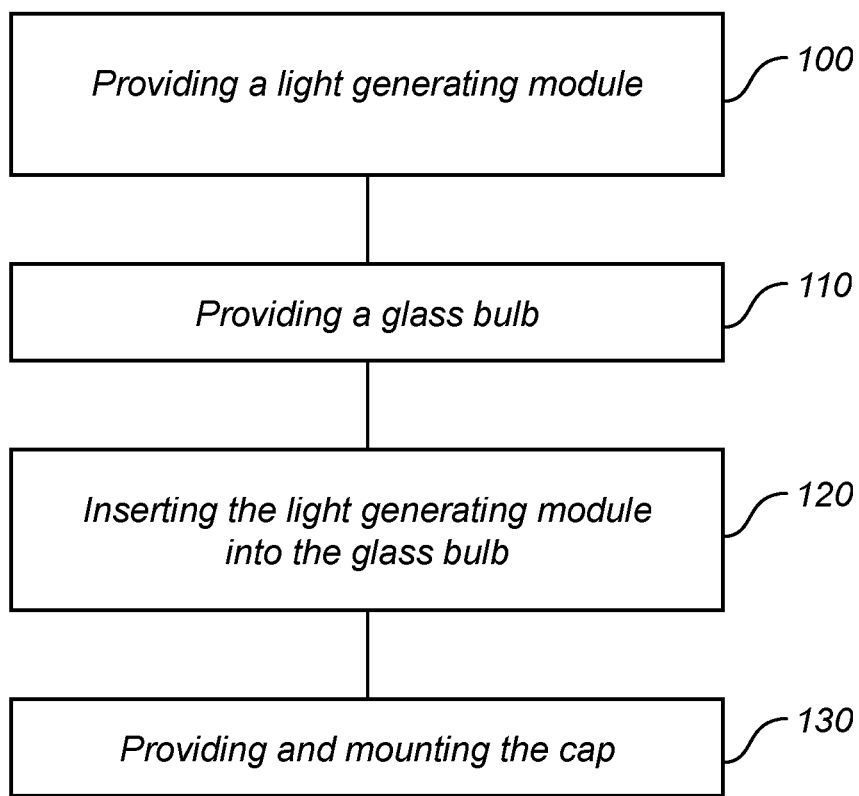 Providing a light generating module
100
Providing a glass bulb
110
Inserting the light generating module
into the glass bulb
120
Providing and mounting the cap
130